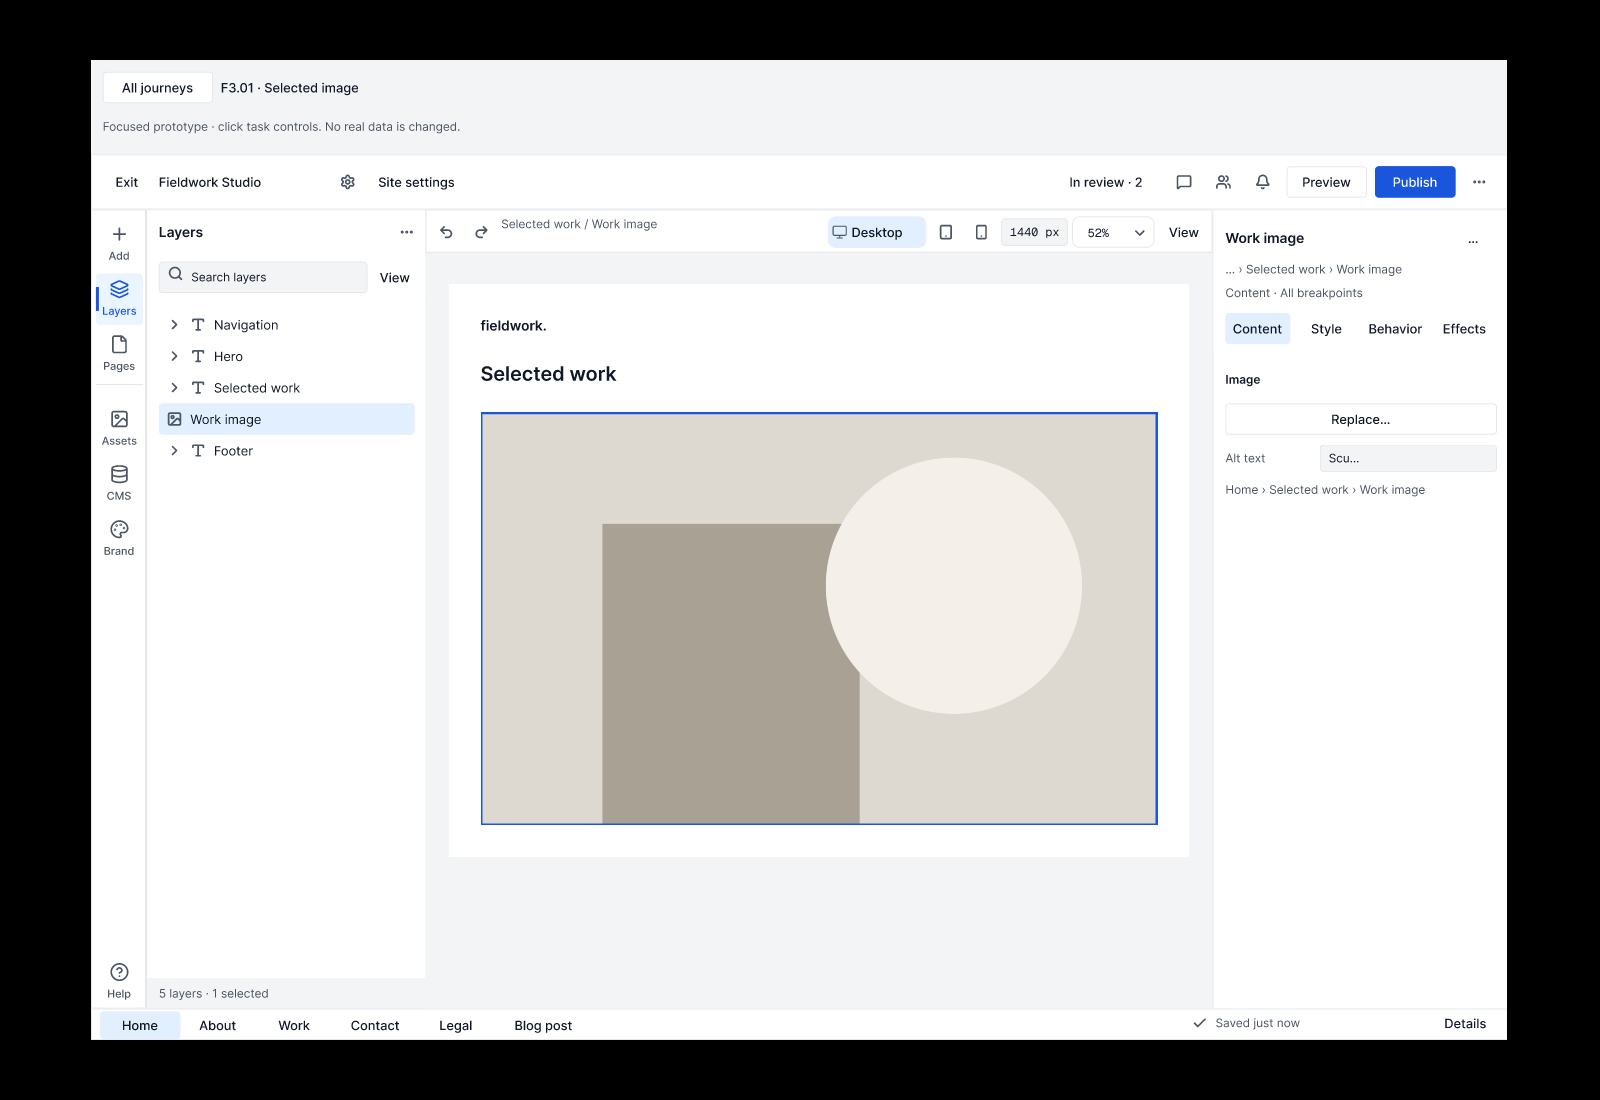 All journeys
F3.01 · Selected image
Focused prototype · click task controls. No real data is changed.
Exit
Fieldwork Studio
Site settings
In review · 2
Preview
Publish
Add
Layers
Pages
Assets
CMS
Brand
Help
Layers
Search layers
View
Navigation
Hero
Selected work
Work image
Footer
5 layers · 1 selected
Selected work / Work image
Desktop
1440 px
52%
View
fieldwork.
Selected work
Work image
... › Selected work › Work image
Content · All breakpoints
Content
Style
Behavior
Effects
Image
Replace...
Alt text
Scu...
Home › Selected work › Work image
Home
About
Work
Contact
Legal
Blog post
Saved just now
Details